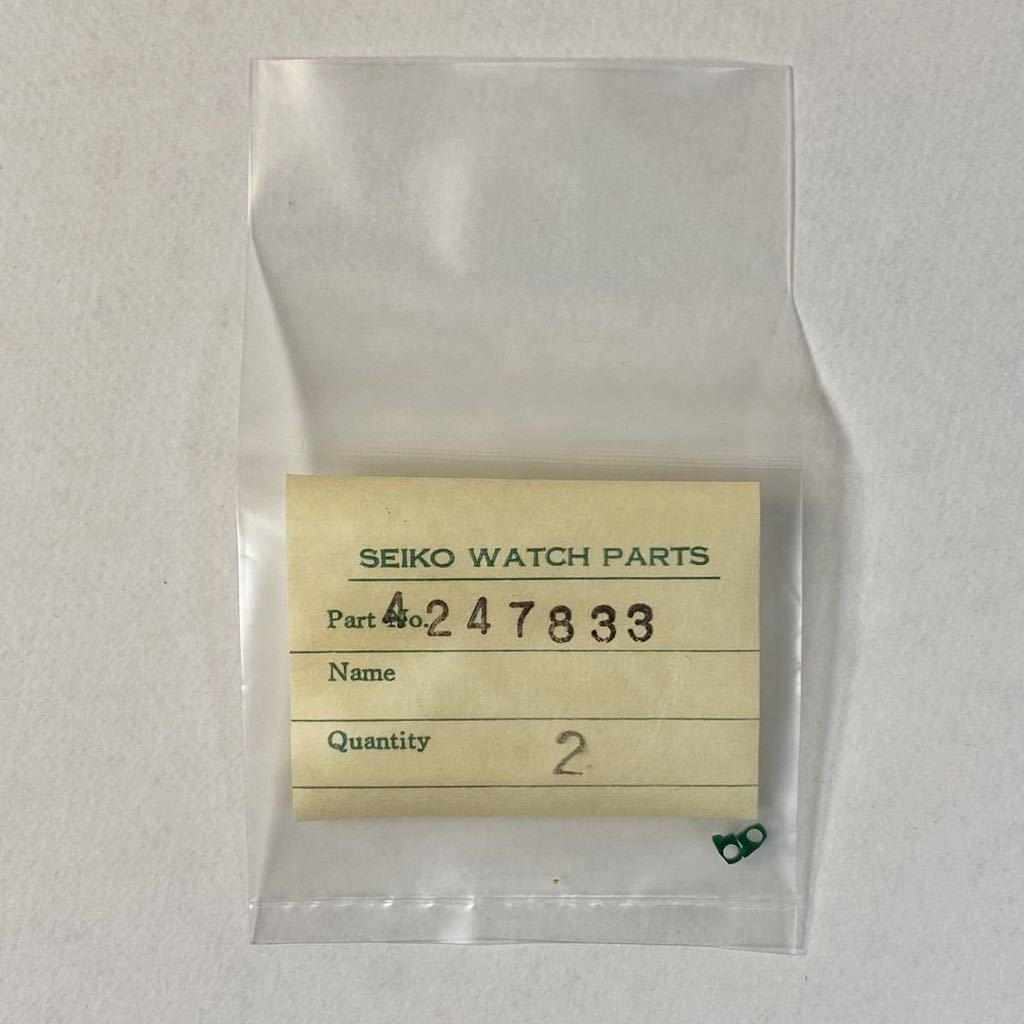 SEIKO WATCH PARTS
Part No. 4247833
Name
Quantity 2